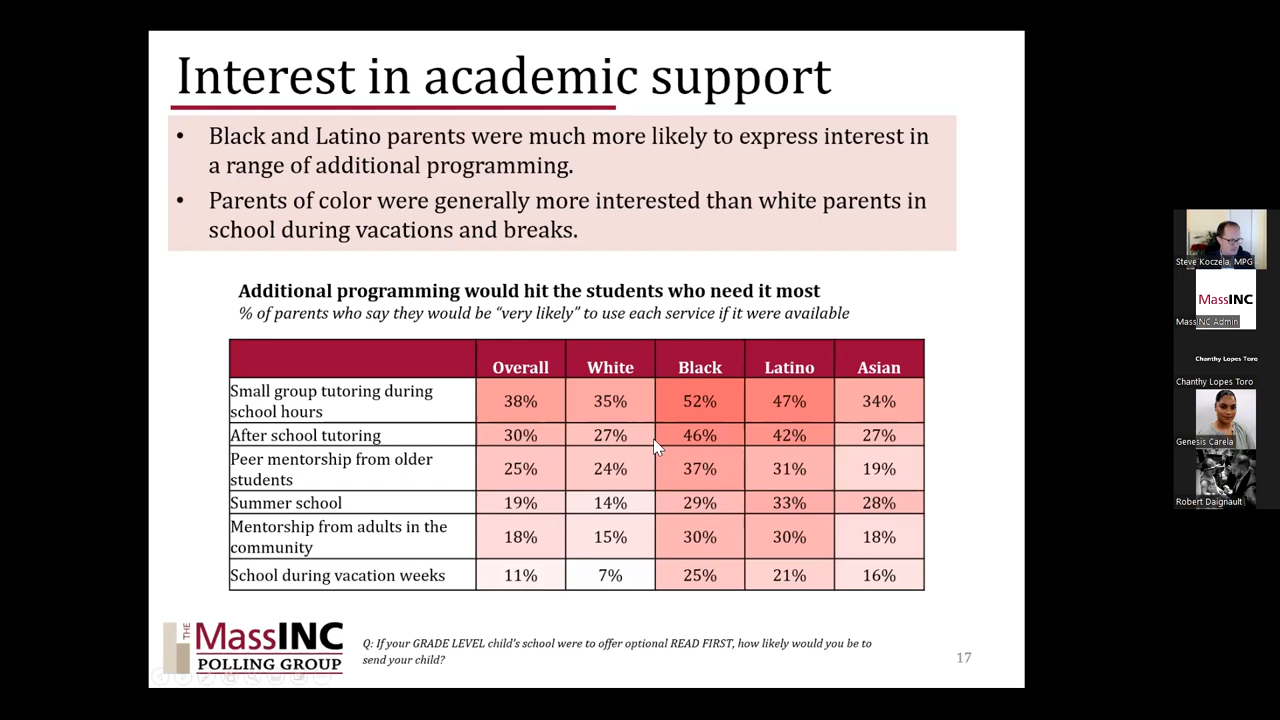 Interest in academic support
• Black and Latino parents were much more likely to express interest in
a range of additional programming.
• Parents of color were generally more interested than white parents in
school during vacations and breaks.
Additional programming would hit the students who need it most
% of parents who say they would be “very likely” to use each service if it were available
Overall White Black Latino Asian
Small group tutoring during
school hours
38% 35% 52% 47% 34%
After school tutoring 30% 27% 46% 42% 27%
Peer mentorship from older
students
25% 24% 37% 31% 19%
Summer school 19% 14% 29% 33% 28%
Mentorship from adults in the
community
18% 15% 30% 30% 18%
School during vacation weeks 11% 7% 25% 21% 16%
THE
MassINC
POLLING GROUP
Q: If your GRADE LEVEL child's school were to offer optional READ FIRST, how likely would you be to
send your child?
17
Steve Koczela, MPG
MassINC
MassINC Admin
Chanthy Lopes Toro
Chanthy Lopes Toro
Genesis Carela
Robert Daignault